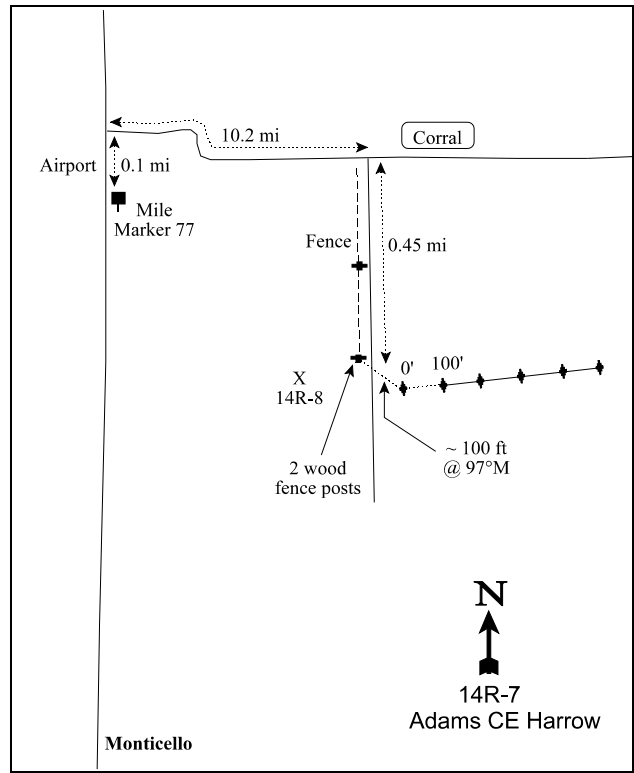 10.2 mi
Corral
Airport
0.1 mi
Mile
Marker 77
Fence
0.45 mi
0'
100'
X
14R-8
~ 100 ft
@ 97°M
2 wood
fence posts
N
14R-7
Adams CE Harrow
Monticello